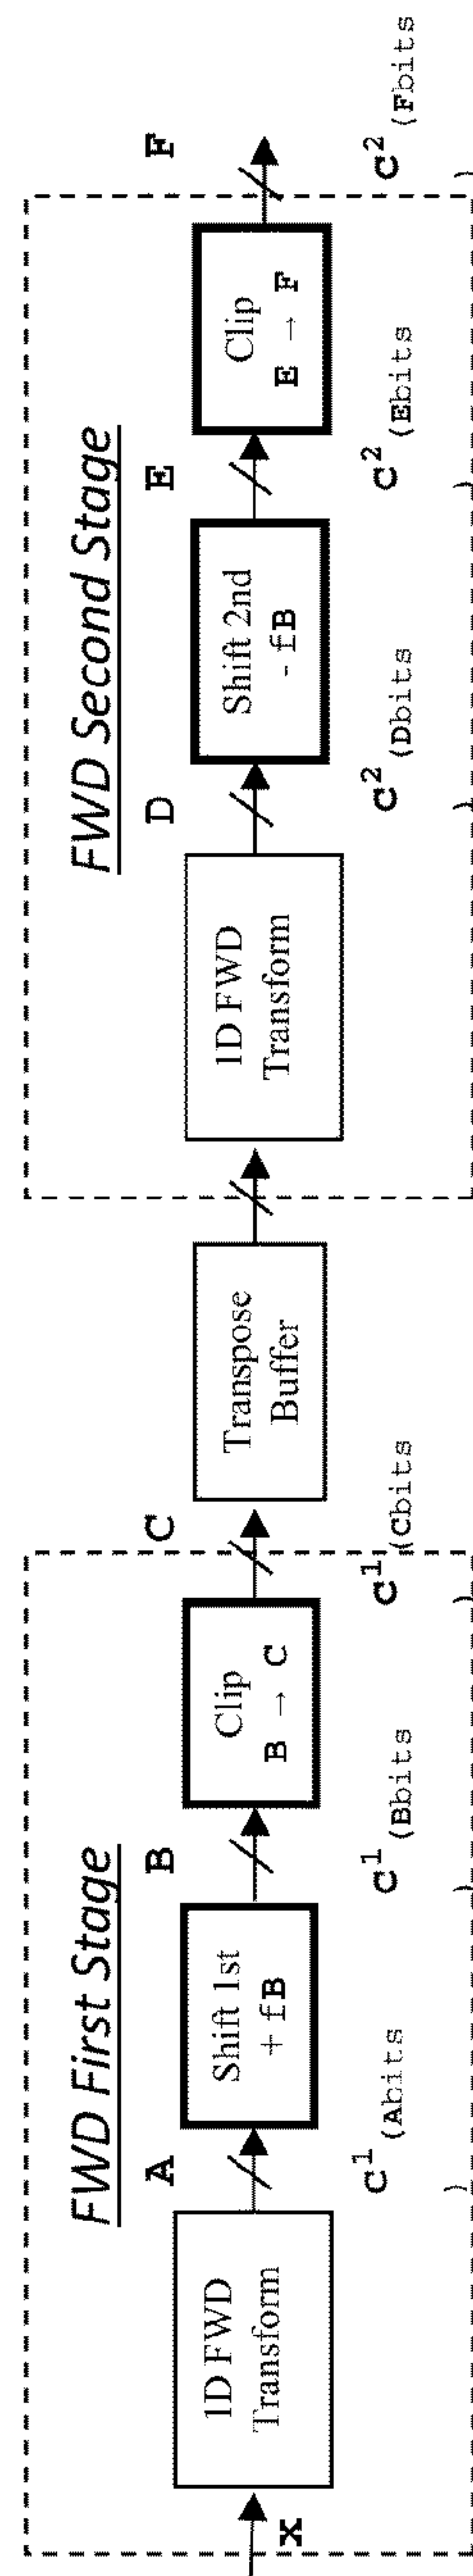 FWD First Stage
FWD Second Stage
X
1D FWD
Transform
A
C1 (Abits
)
Shift 1st
+ fB
B
C1 (Bbits
)
Clip
B → C
C
C1 (Cbits
)
Transpose
Buffer
1D FWD
Transform
D
C2 (Dbits
)
Shift 2nd
- fB
E
C2 (Ebits
)
Clip
E → F
F
C2 (Fbits
)